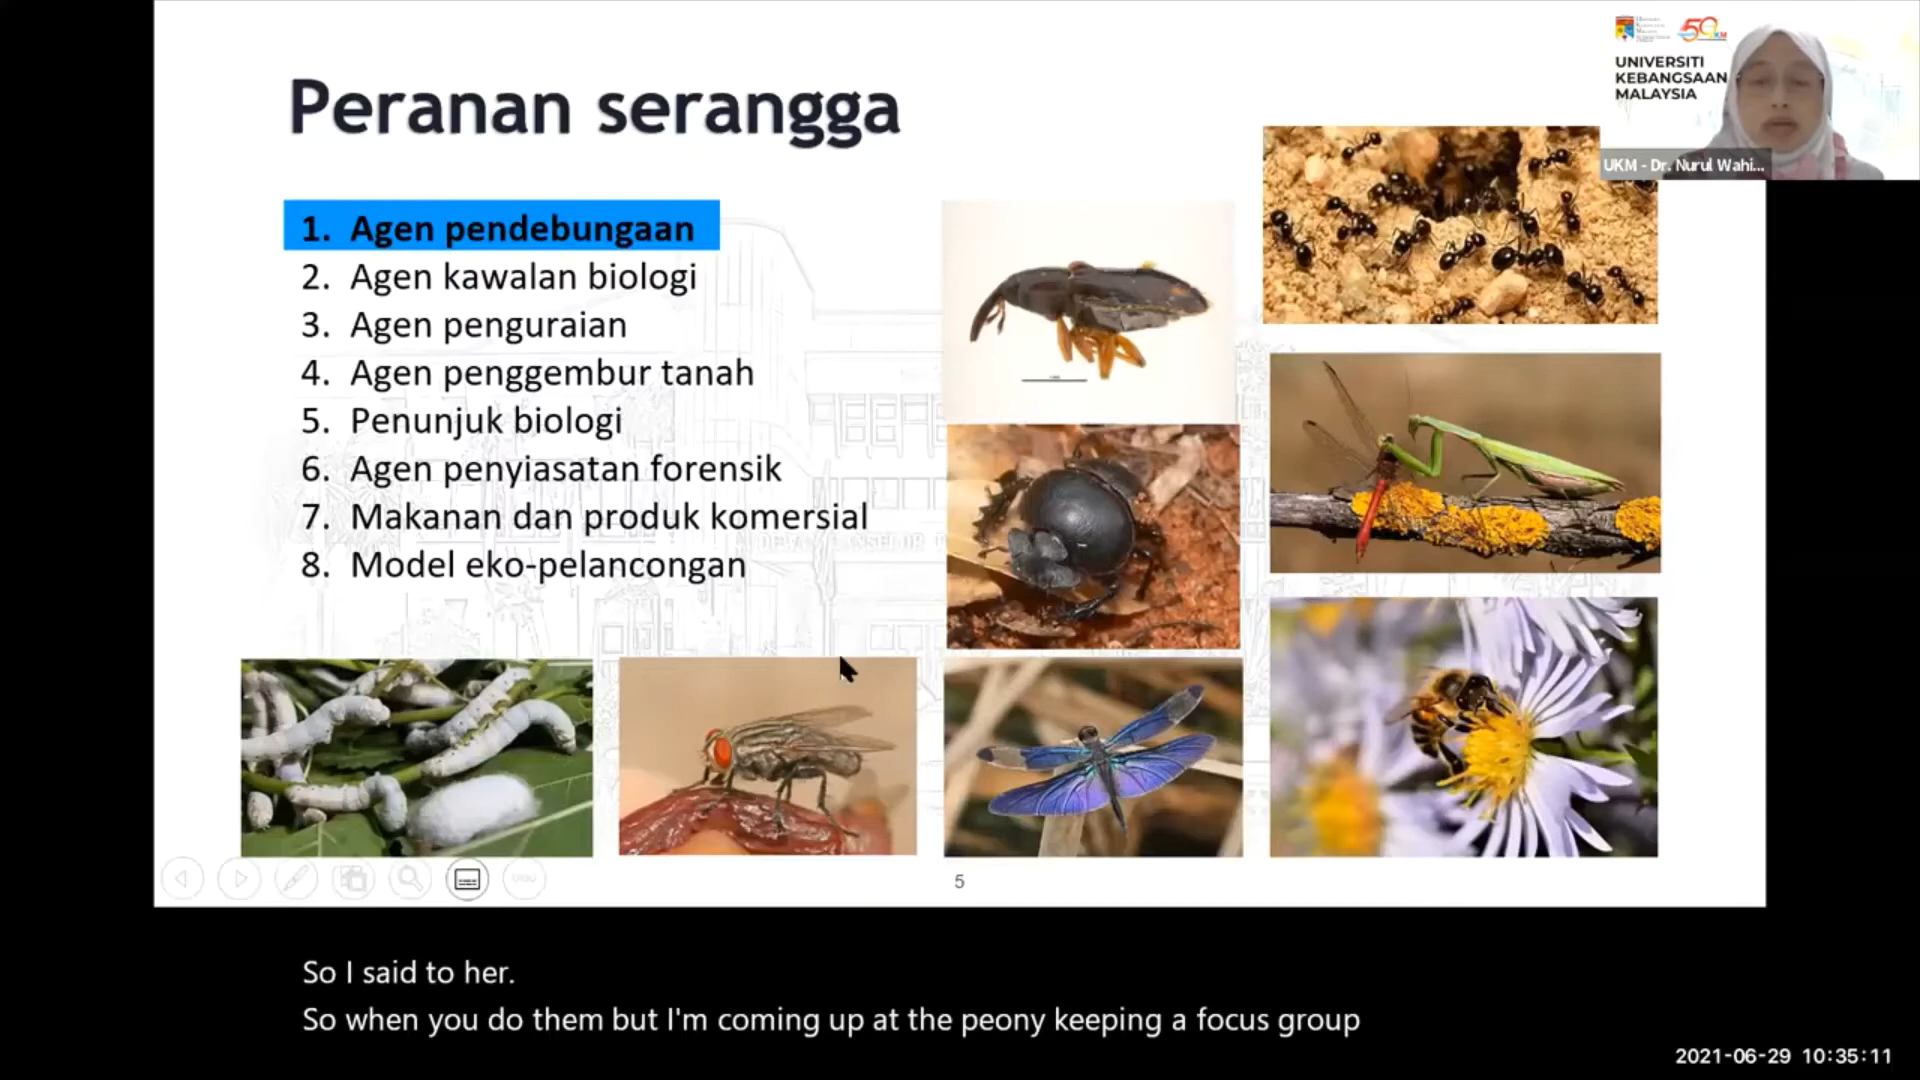 Peranan serangga
1. Agen pendebungaan
2. Agen kawalan biologi
3. Agen penguraian
4. Agen penggembur tanah
5. Penunjuk biologi
6. Agen penyiasatan forensik
7. Makanan dan produk komersial
8. Model eko-pelancongan
50
UNIVERSITI
KEBANGSAAN
MALAYSIA
UKM - Dr. Nurul Wahi...
5
So I said to her.
So when you do them but I'm coming up at the peony keeping a focus group
2021-06-29 10:35:11